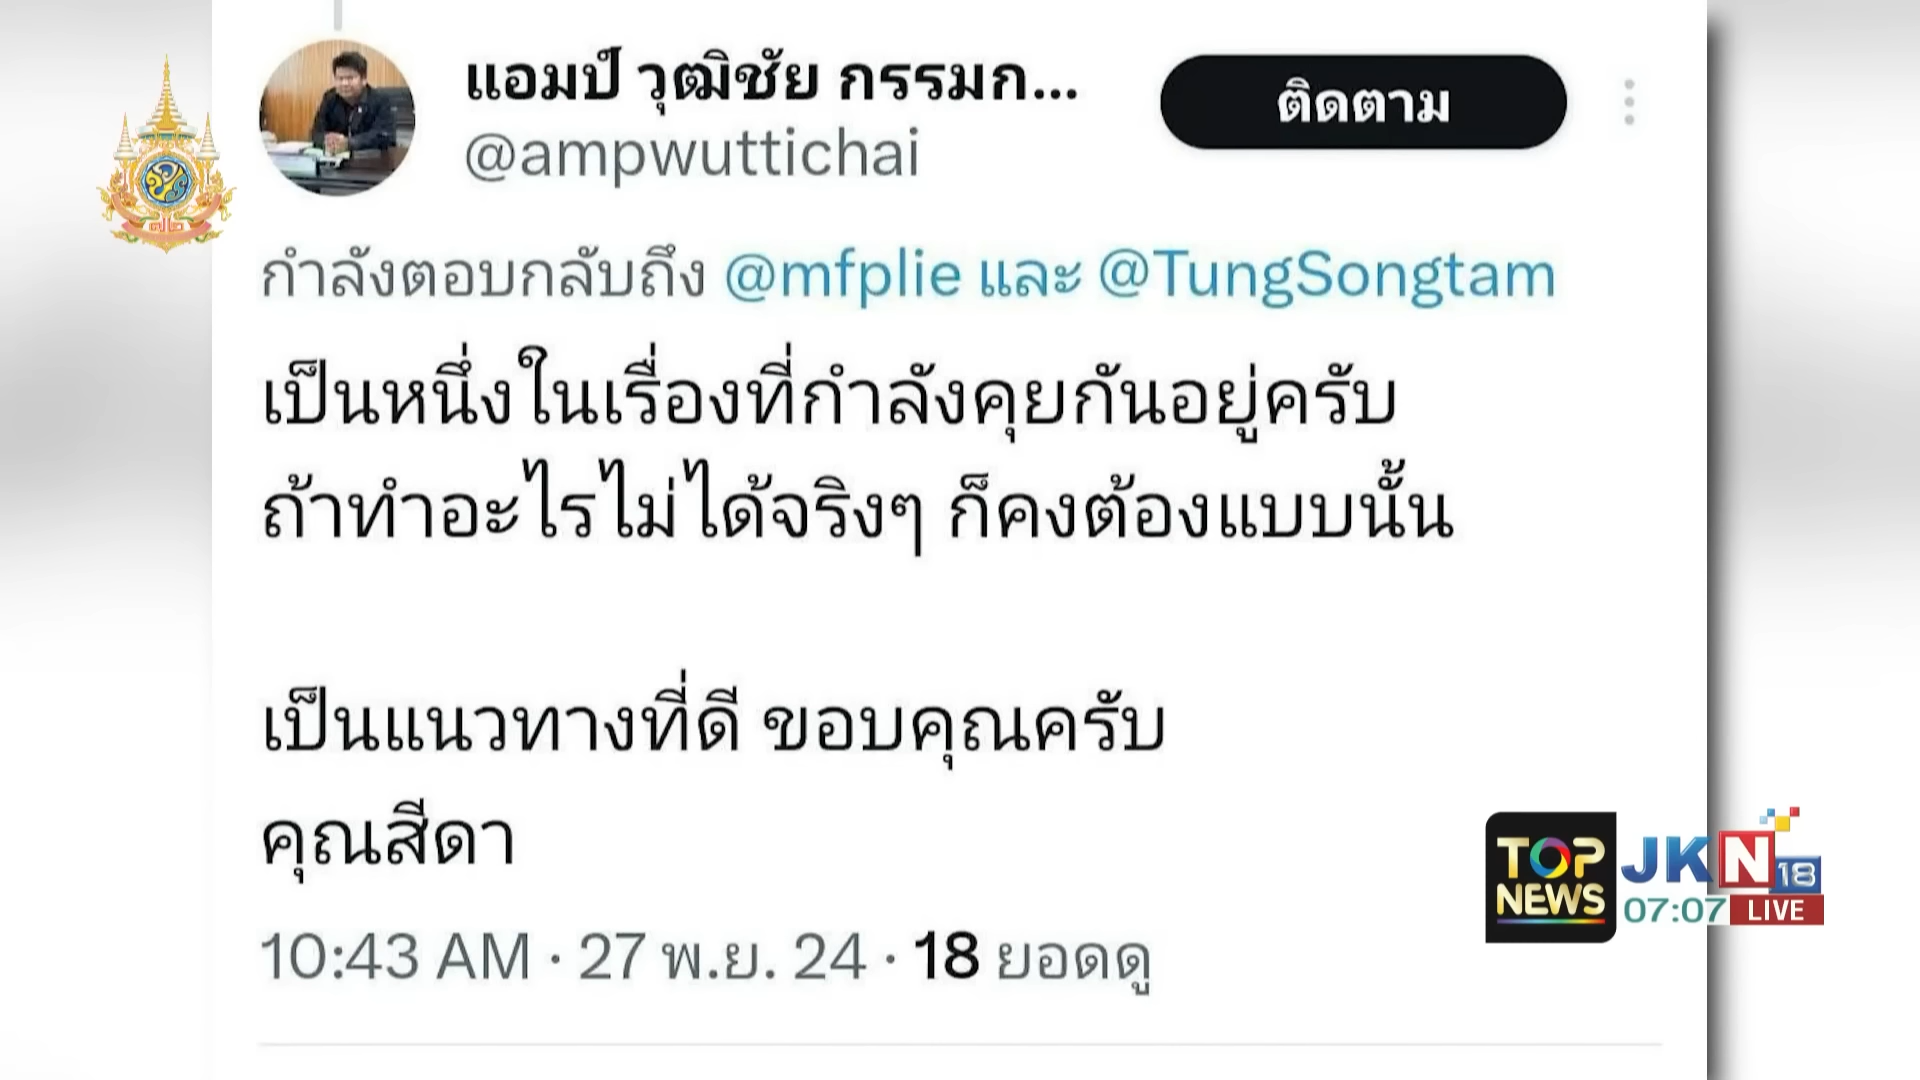 แอมป์ วุฒิชัย กรรมก...
@ampwuttichai
ติดตาม
กำลังตอบกลับถึง @mfplie และ @TungSongtam
เป็นหนึ่งในเรื่องที่กำลังคุยกันอยู่ครับ
ถ้าทำอะไรไม่ได้จริงๆ ก็คงต้องแบบนั้น
เป็นแนวทางที่ดี ขอบคุณครับ
คุณสีดา
10:43 AM · 27 พ.ย. 24 · 18 ยอดดู
TOP NEWS
JKN 18
07:07 LIVE
๗๒